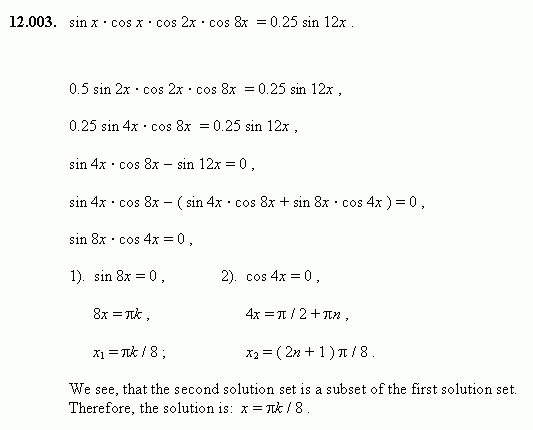 12.003. sin x · cos x · cos 2x · cos 8x = 0.25 sin 12x .
0.5 sin 2x · cos 2x · cos 8x = 0.25 sin 12x ,
0.25 sin 4x · cos 8x = 0.25 sin 12x ,
sin 4x · cos 8x − sin 12x = 0 ,
sin 4x · cos 8x − ( sin 4x · cos 8x + sin 8x · cos 4x ) = 0 ,
sin 8x · cos 4x = 0 ,
1). sin 8x = 0 , 2). cos 4x = 0 ,
8x = πk , 4x = π / 2 + πn ,
x₁ = πk / 8 ; x₂ = ( 2n + 1 ) π / 8 .
We see, that the second solution set is a subset of the first solution set.
Therefore, the solution is: x = πk / 8 .